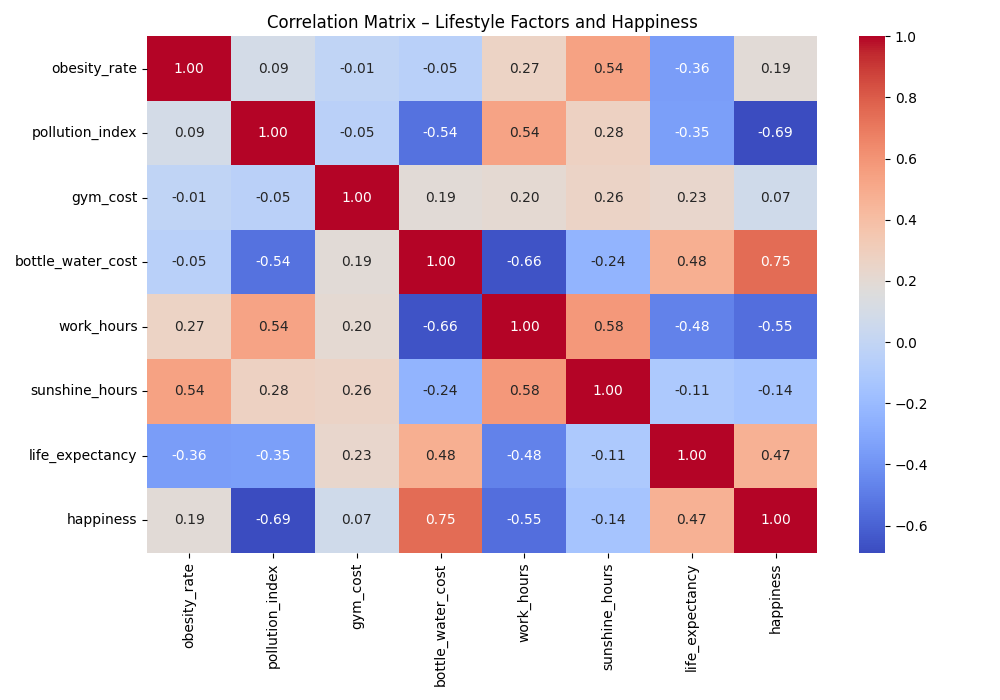 Correlation Matrix – Lifestyle Factors and Happiness
obesity_rate 1.00 0.09 -0.01 -0.05 0.27 0.54 -0.36 0.19
pollution_index 0.09 1.00 -0.05 -0.54 0.54 0.28 -0.35 -0.69
gym_cost -0.01 -0.05 1.00 0.19 0.20 0.26 0.23 0.07
bottle_water_cost -0.05 -0.54 0.19 1.00 -0.66 -0.24 0.48 0.75
work_hours 0.27 0.54 0.20 -0.66 1.00 0.58 -0.48 -0.55
sunshine_hours 0.54 0.28 0.26 -0.24 0.58 1.00 -0.11 -0.14
life_expectancy -0.36 -0.35 0.23 0.48 -0.48 -0.11 1.00 0.47
happiness 0.19 -0.69 0.07 0.75 -0.55 -0.14 0.47 1.00
obesity_rate
pollution_index
gym_cost
bottle_water_cost
work_hours
sunshine_hours
life_expectancy
happiness
1.0
0.8
0.6
0.4
0.2
0.0
−0.2
−0.4
−0.6